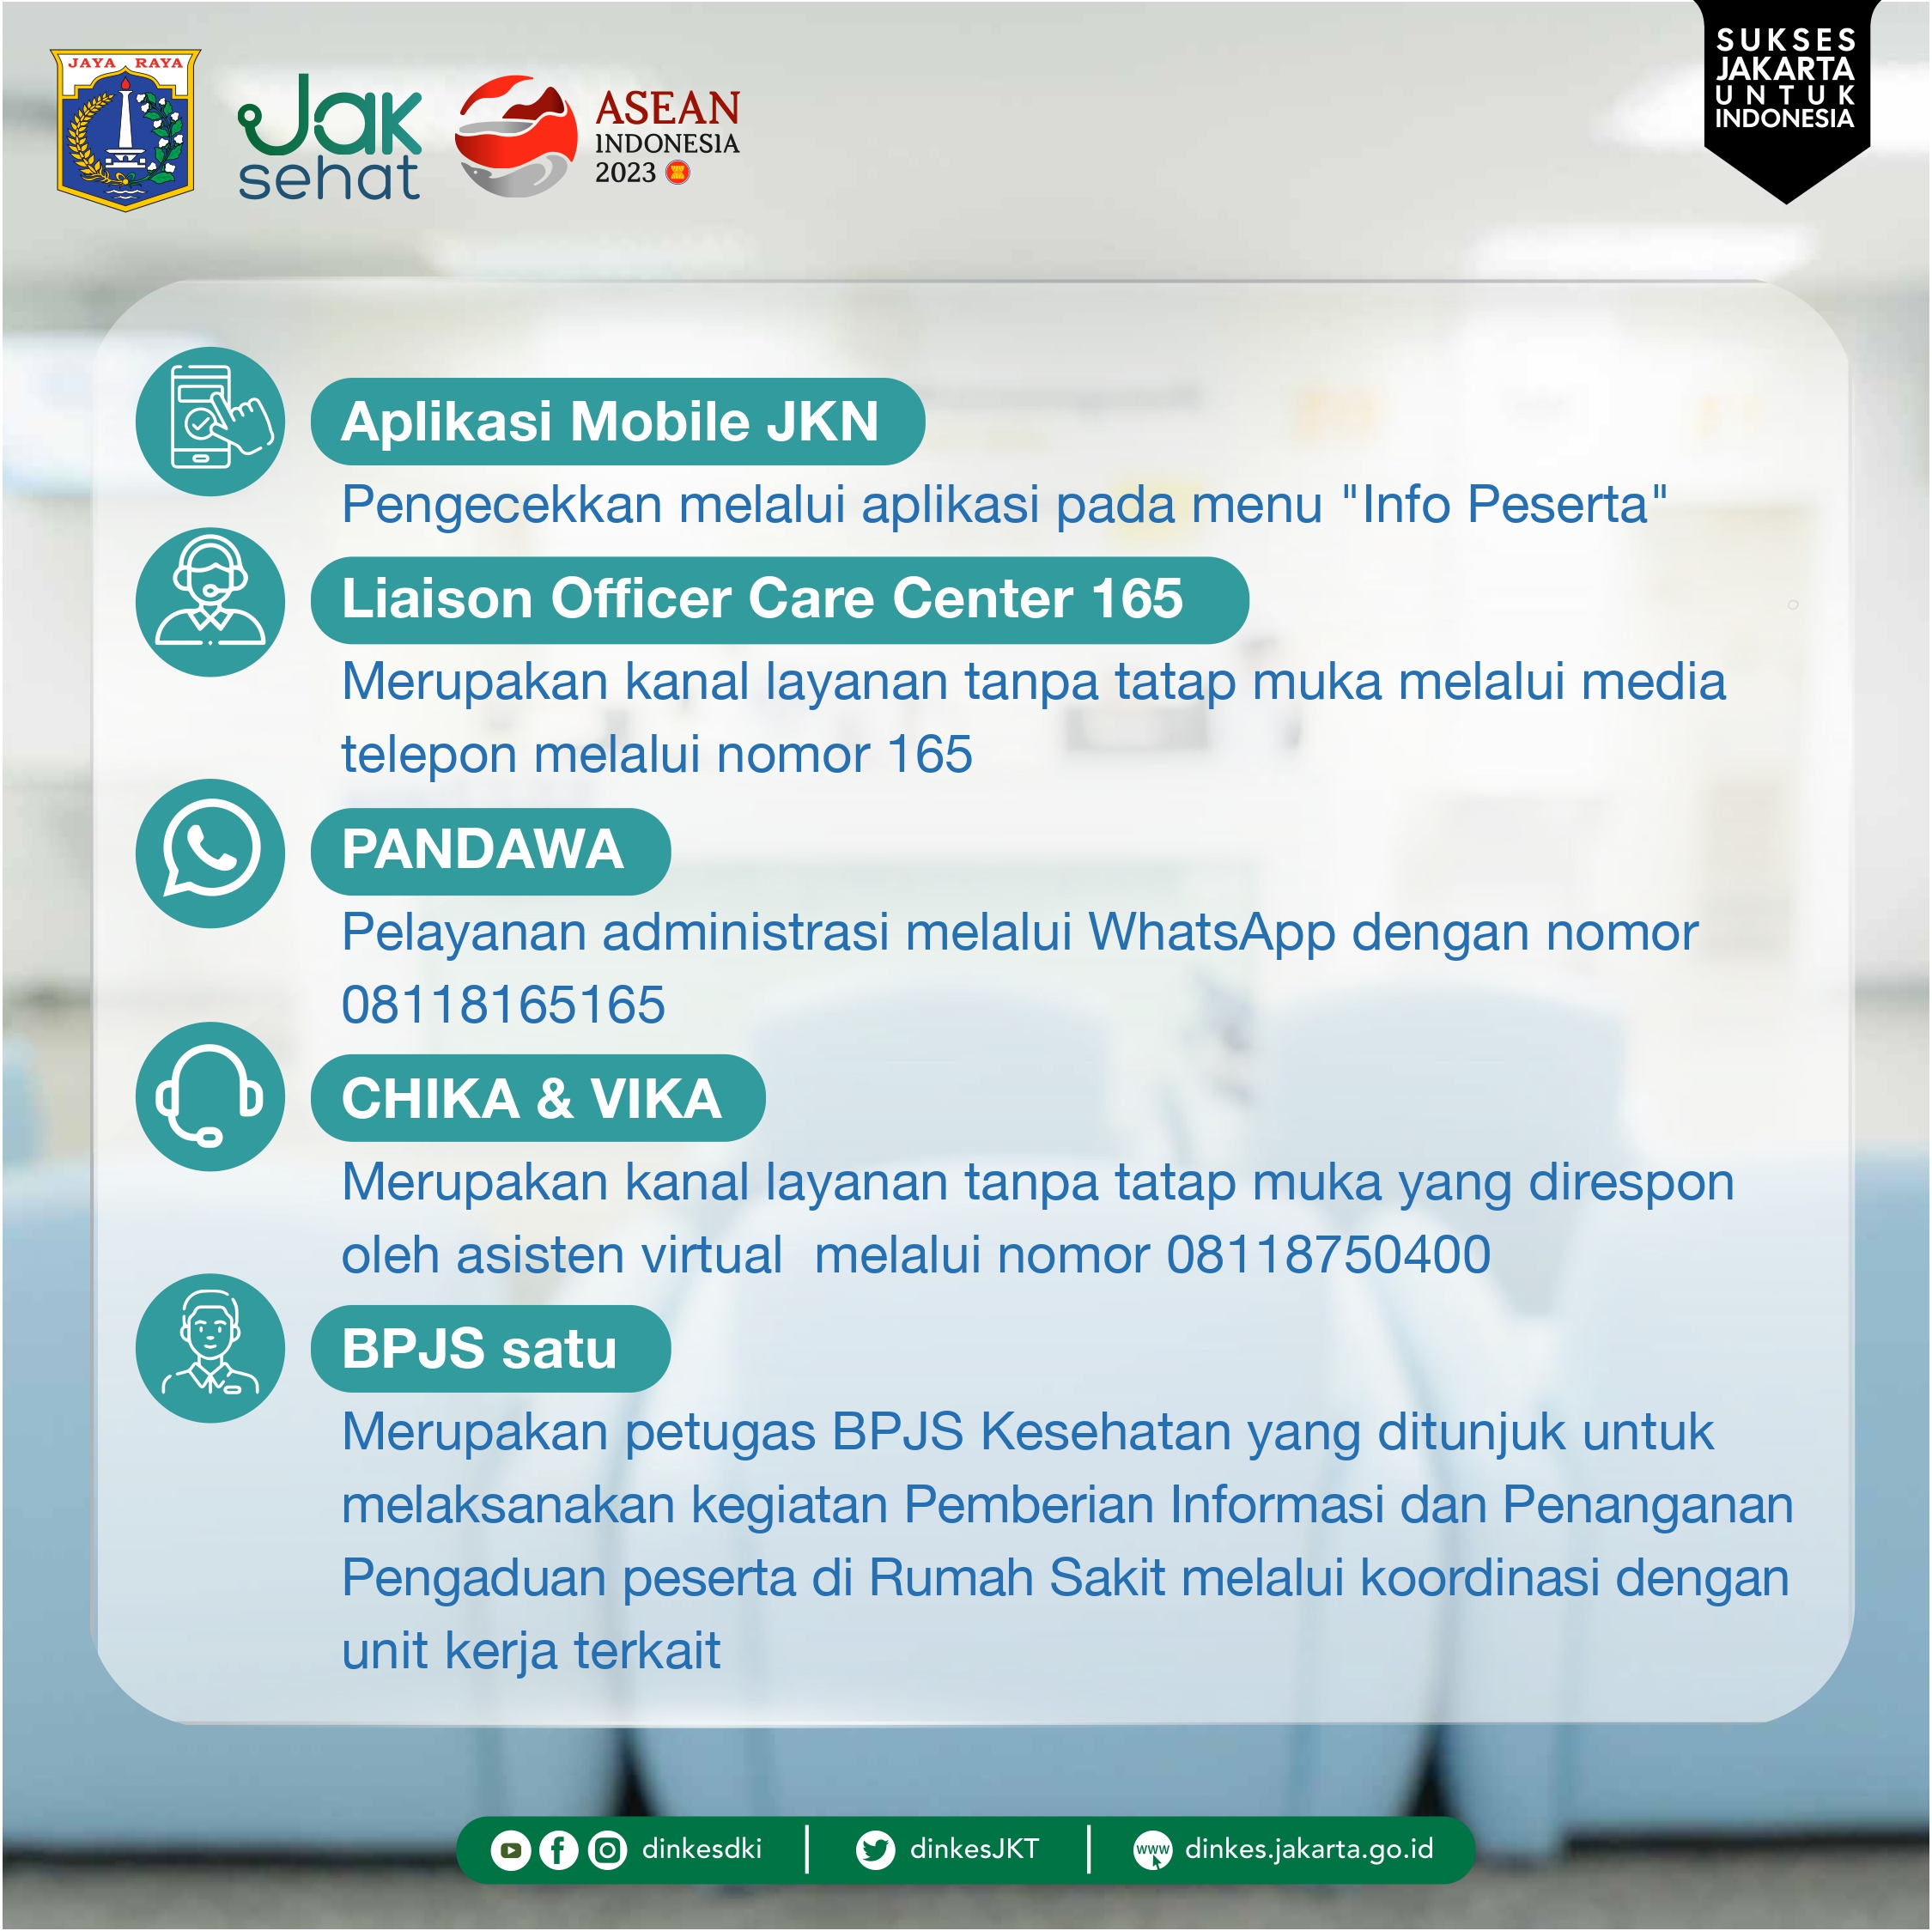 JAYA RAYA
Jak
sehat
ASEAN
INDONESIA
2023
SUKSES
JAKARTA
UNTUK
INDONESIA
Aplikasi Mobile JKN
Pengecekkan melalui aplikasi pada menu "Info Peserta"
Liaison Officer Care Center 165
Merupakan kanal layanan tanpa tatap muka melalui media
telepon melalui nomor 165
PANDAWA
Pelayanan administrasi melalui WhatsApp dengan nomor
08118165165
CHIKA & VIKA
Merupakan kanal layanan tanpa tatap muka yang direspon
oleh asisten virtual  melalui nomor 08118750400
BPJS satu
Merupakan petugas BPJS Kesehatan yang ditunjuk untuk
melaksanakan kegiatan Pemberian Informasi dan Penanganan
Pengaduan peserta di Rumah Sakit melalui koordinasi dengan
unit kerja terkait
dinkesdki | dinkesJKT | www dinkes.jakarta.go.id